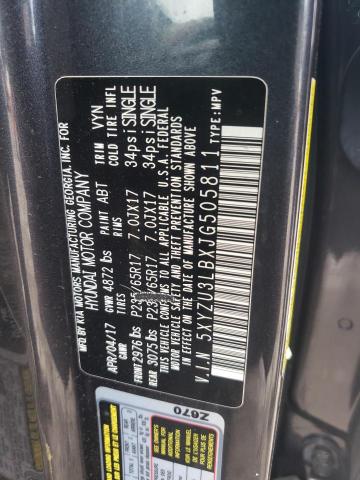 MFD BY KIA MOTORS MANUFACTURING GEORGIA, INC. FOR
HYUNDAI MOTOR COMPANY
APR/04/17 GVWR 4872 lbs PAINT ABT TRIM VYN
GAWR TIRES RIMS COLD TIRE INFL
FRONT 2976 lbs P235/65R17 7.0JX17 34psi SINGLE
REAR 3075 lbs P235/65R17 7.0JX17 34psi SINGLE
THIS VEHICLE CONFORMS TO ALL APPLICABLE U.S.A. FEDERAL
MOTOR VEHICLE SAFETY BUMPER AND THEFT PREVENTION STANDARDS
IN EFFECT ON THE DATE OF MANUFACTURE SHOWN ABOVE.
V.I.N 5XYZU3LBXJG505811 TYPE:MPV
Z670